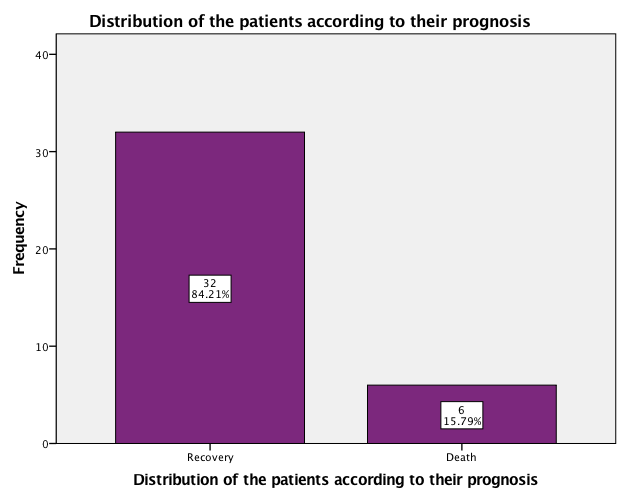 Distribution of the patients according to their prognosis
Frequency
40
30
20
10
0
32
84.21%
6
15.79%
Recovery
Death
Distribution of the patients according to their prognosis